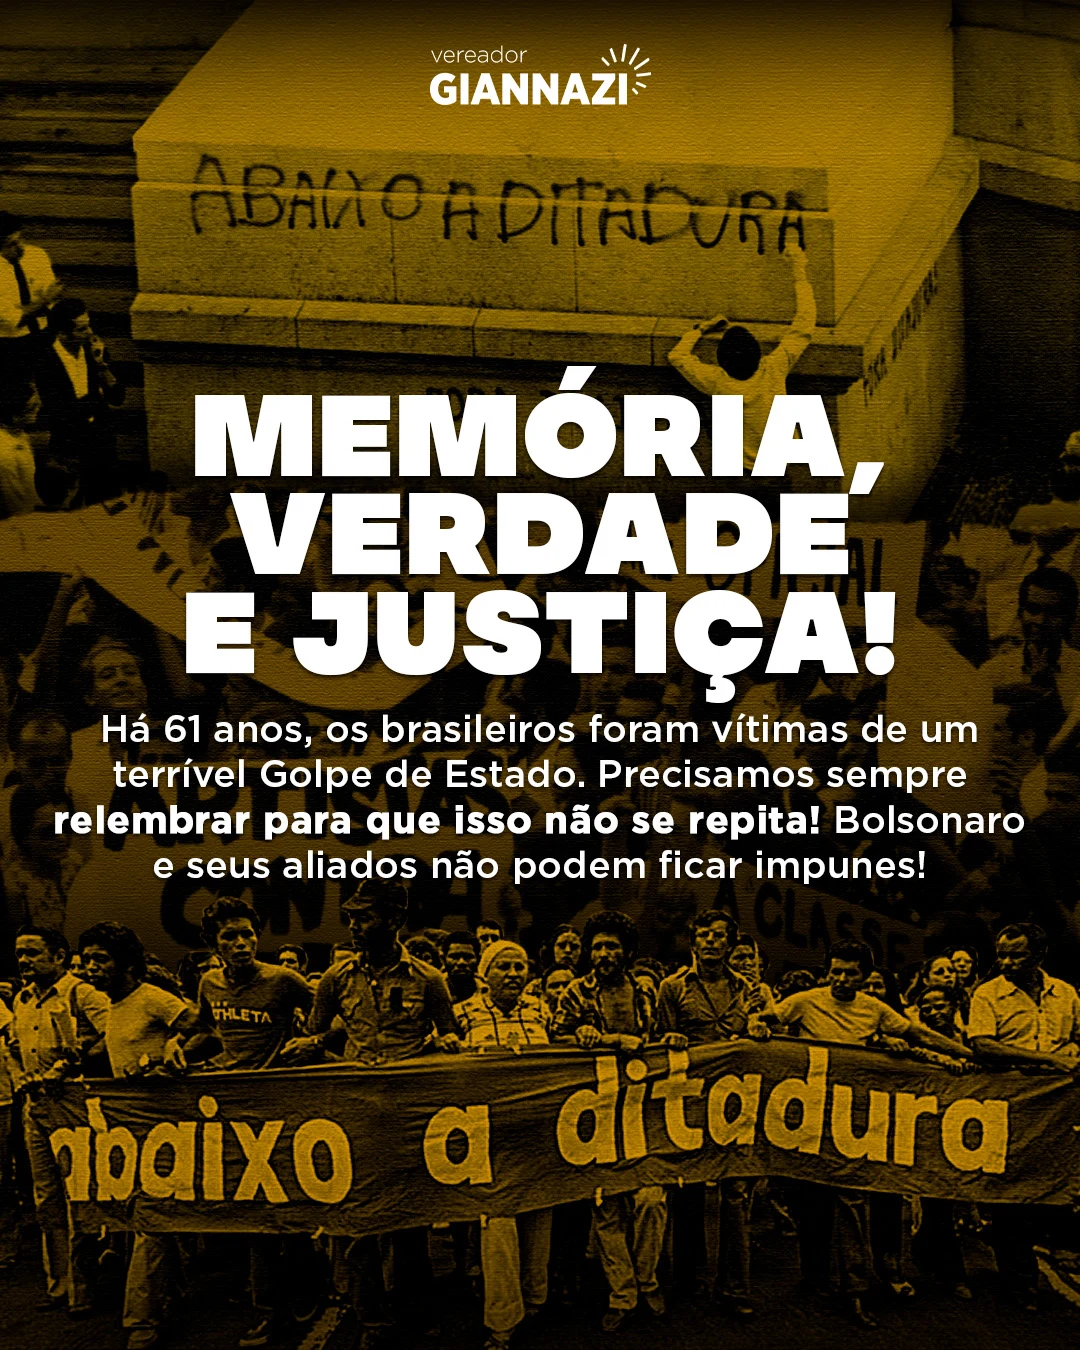 vereador
GIANNAZI
ABAIXO A DITADURA
MEMÓRIA,
VERDADE
E JUSTIÇA!
Há 61 anos, os brasileiros foram vítimas de um
terrível Golpe de Estado. Precisamos sempre
relembrar para que isso não se repita! Bolsonaro
e seus aliados não podem ficar impunes!
A CLASSE
THLETA
abaixo a ditadura